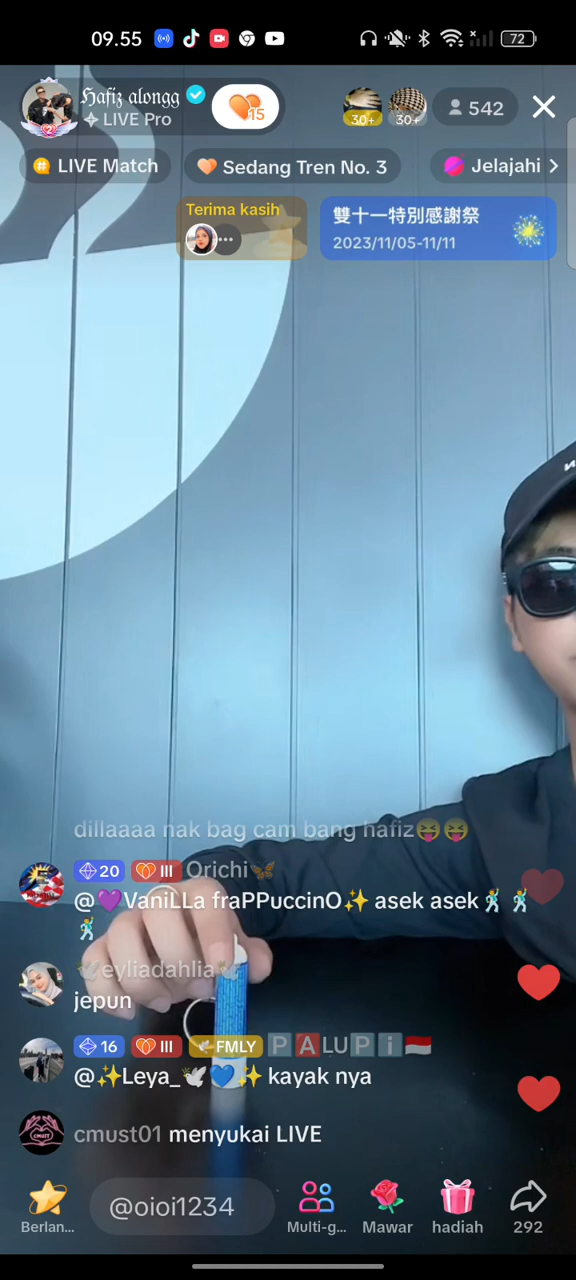 09.55
72
Hafiz alongg
LIVE Pro
15
30+
30+
542
LIVE Match
Sedang Tren No. 3
Jelajahi
Terima kasih
雙十一特別感謝祭
2023/11/05-11/11
dillaaaa nak bag cam bang hafiz😝😝
20 III Orichi🦋
@💜VaniLLa fraPPuccinO✨ asek asek🕺🕺🕺
🕊eyliadahlia🕊
jepun
16 III FMLY 🅿🅰LU🅿ℹ🇮🇩
@✨Leya_🕊💙✨ kayak nya
CMUST
cmust01 menyukai LIVE
@oioi1234
Berlan...
Multi-g...
Mawar
hadiah
292